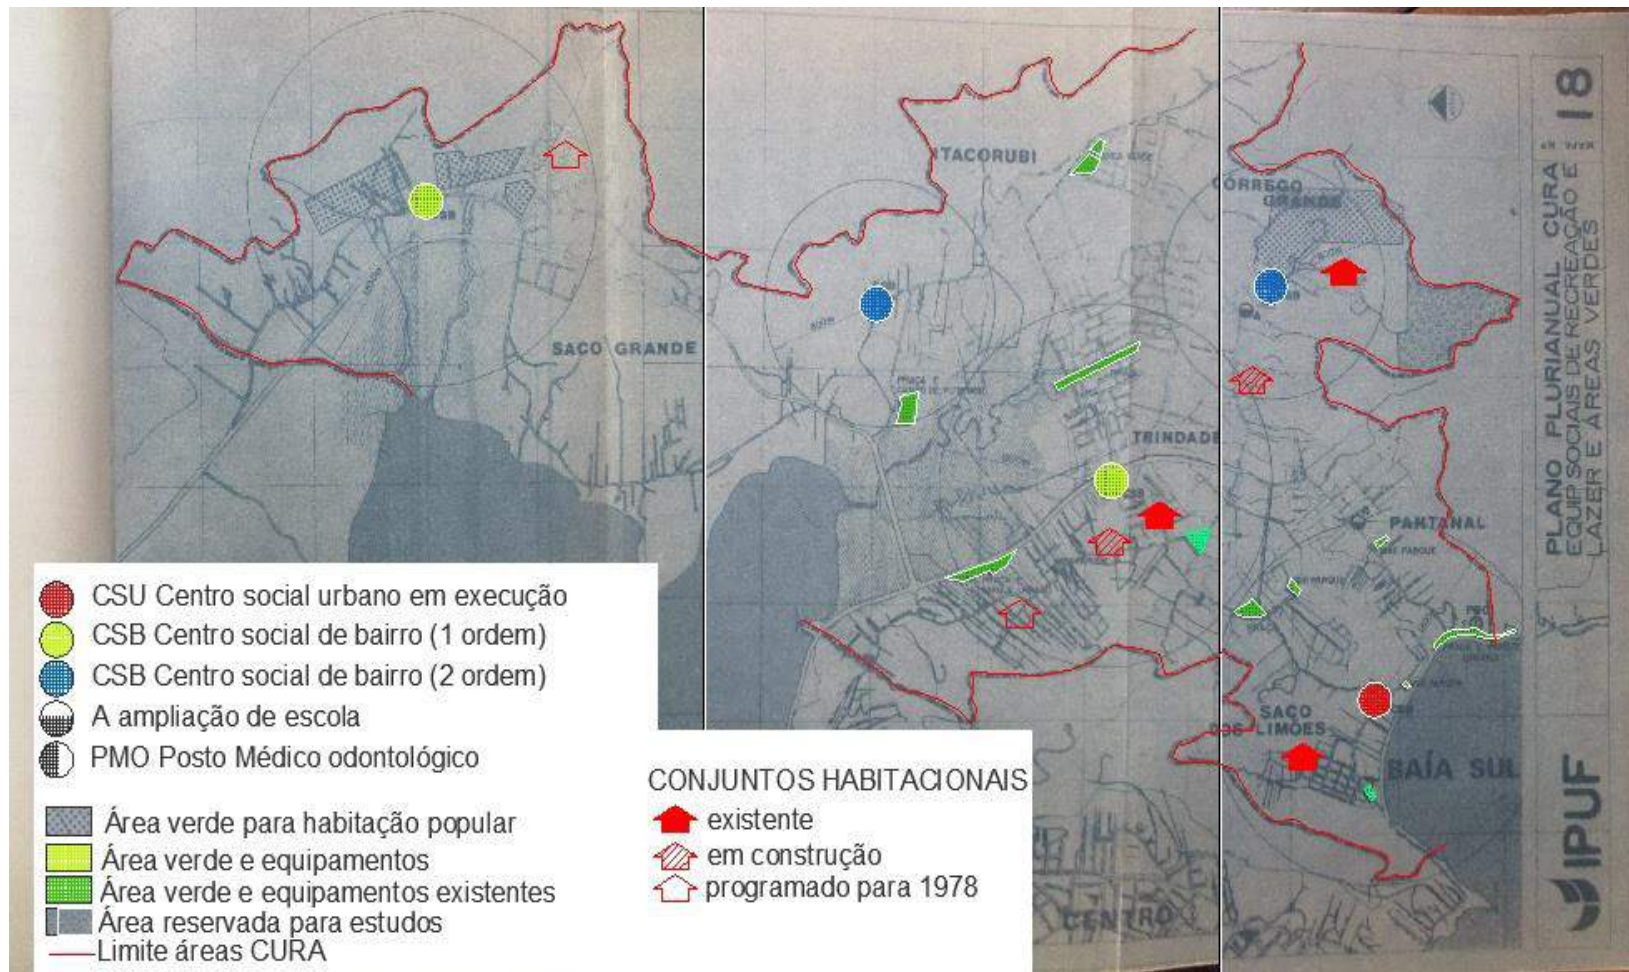 ITACORUBI
CÓRREGO
GRANDE
SACO GRANDE
TRINDADE
PANTANAL
SACO
DOS LIMÕES
BAÍA SUL
CENTRO
PLANO PLURIANUAL CURA
EQUIP SOCIAIS DE RECREAÇÃO E
LAZER E ÁREAS VERDES
18
IPUF
CSU Centro social urbano em execução
CSB Centro social de bairro (1 ordem)
CSB Centro social de bairro (2 ordem)
A ampliação de escola
PMO Posto Médico odontológico
Área verde para habitação popular
Área verde e equipamentos
Área verde e equipamentos existentes
Área reservada para estudos
Limite áreas CURA
CONJUNTOS HABITACIONAIS
existente
em construção
programado para 1978